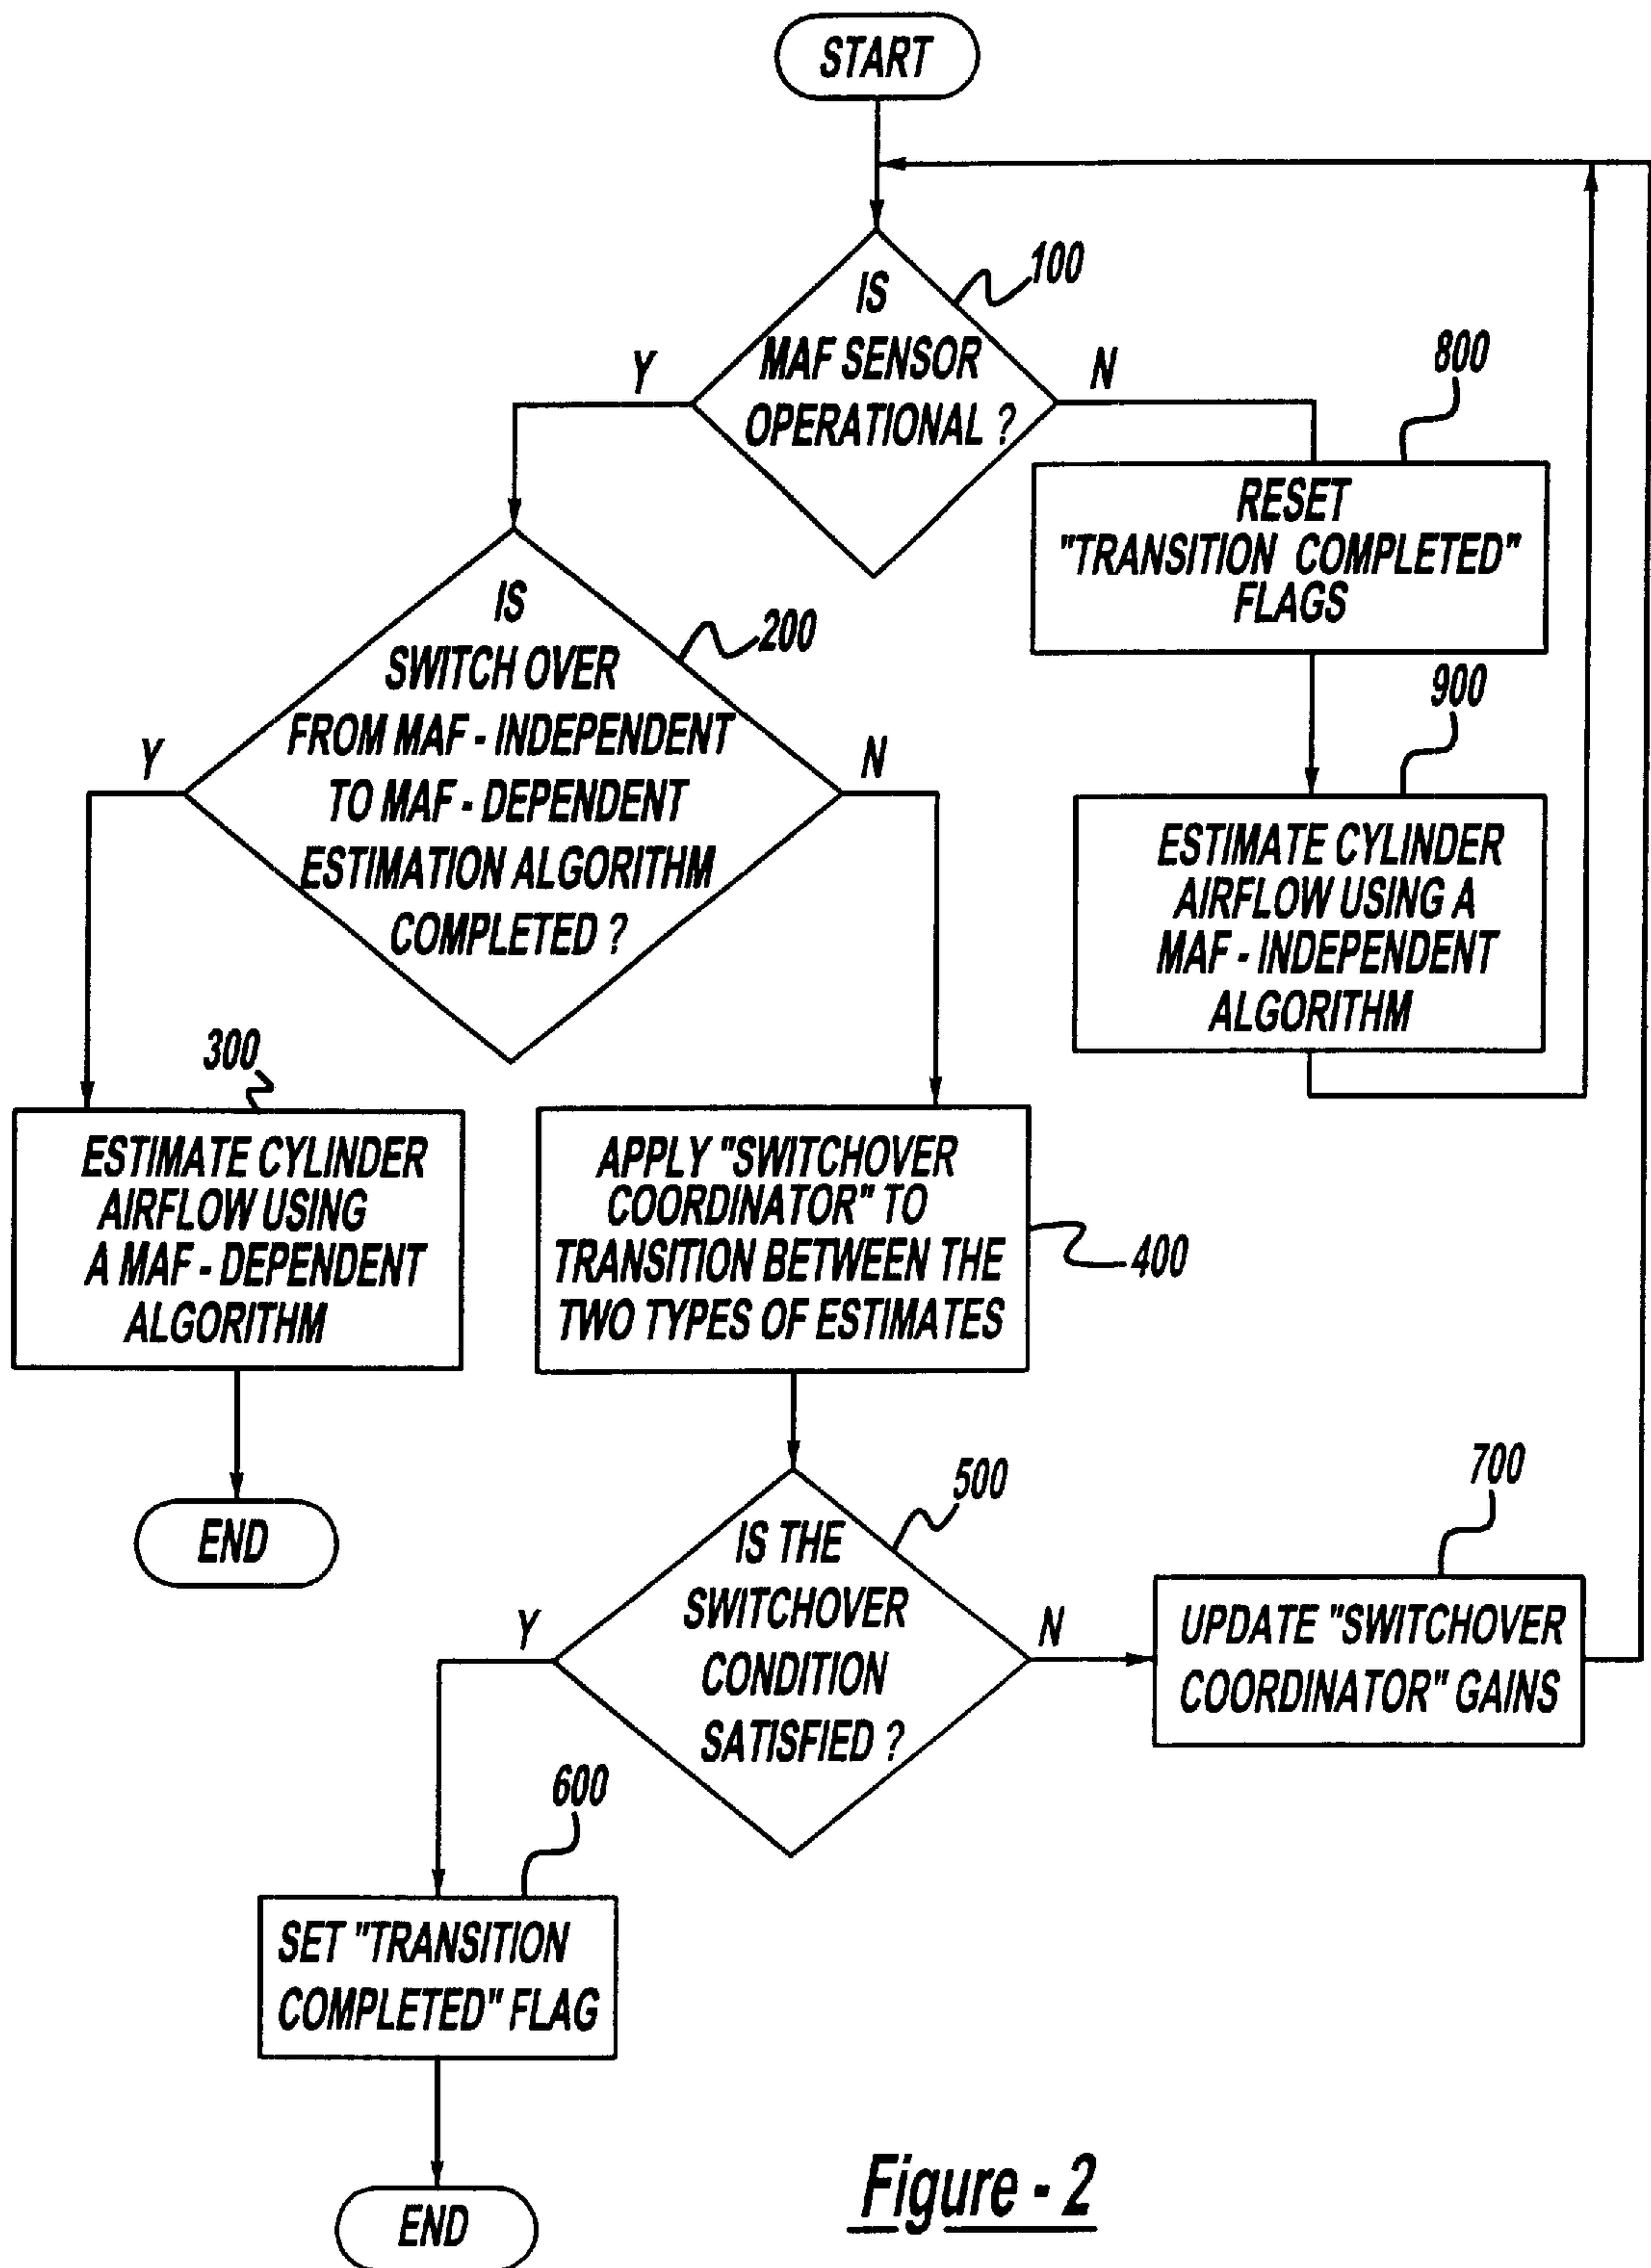 START
IS
MAF SENSOR
OPERATIONAL ?
100
Y
N
800
RESET
"TRANSITION COMPLETED"
FLAGS
IS
SWITCH OVER
FROM MAF - INDEPENDENT
TO MAF - DEPENDENT
ESTIMATION ALGORITHM
COMPLETED ?
200
Y
N
900
ESTIMATE CYLINDER
AIRFLOW USING A
MAF - INDEPENDENT
ALGORITHM
300
ESTIMATE CYLINDER
AIRFLOW USING
A MAF - DEPENDENT
ALGORITHM
END
APPLY "SWITCHOVER
COORDINATOR" TO
TRANSITION BETWEEN THE
TWO TYPES OF ESTIMATES
400
IS THE
SWITCHOVER
CONDITION
SATISFIED ?
500
Y
N
700
UPDATE "SWITCHOVER
COORDINATOR" GAINS
600
SET "TRANSITION
COMPLETED" FLAG
END
Figure - 2